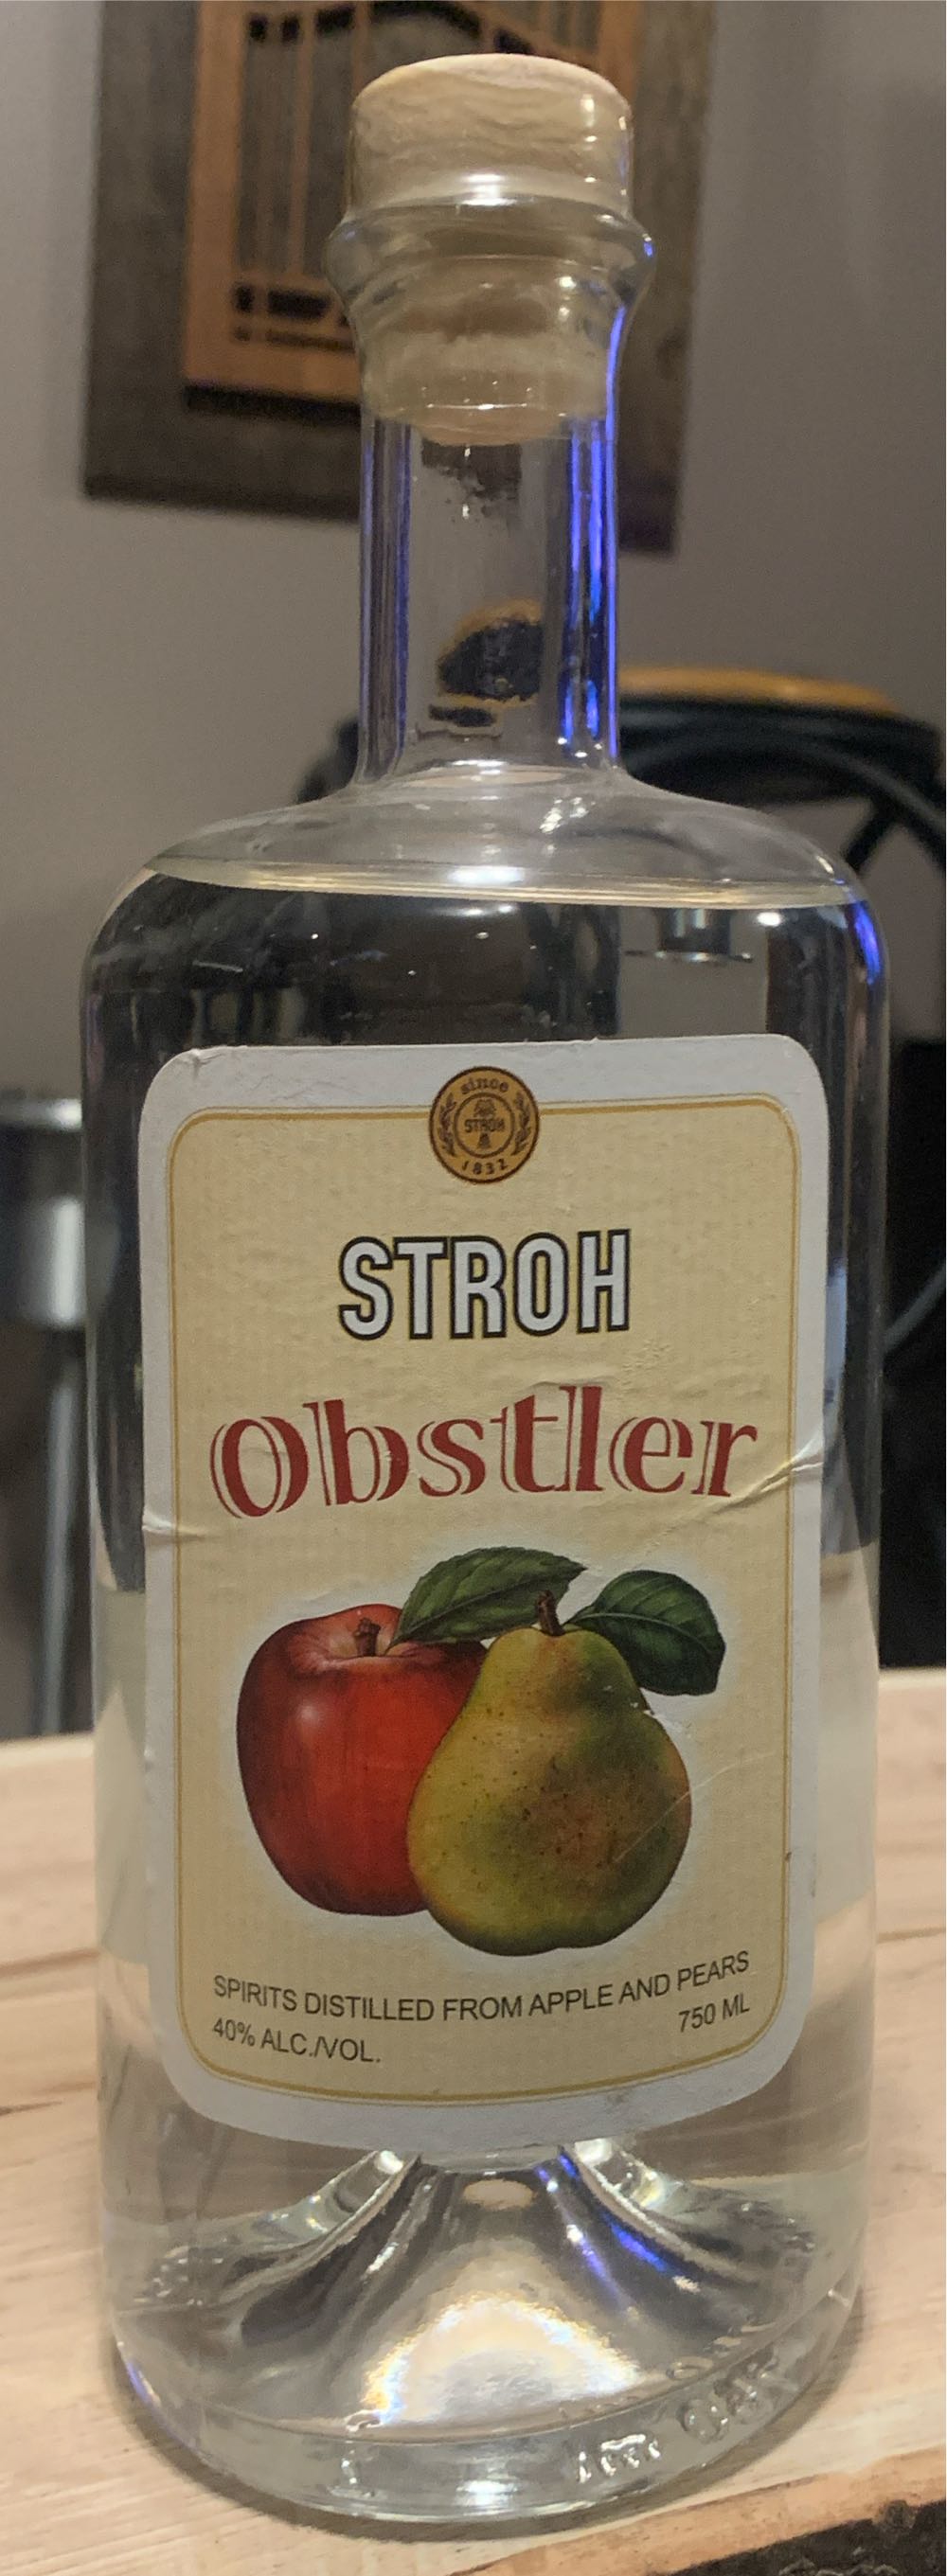 since
STROH
1832
STROH
Obstler
SPIRITS DISTILLED FROM APPLE AND PEARS
40% ALC./VOL.
750 ML